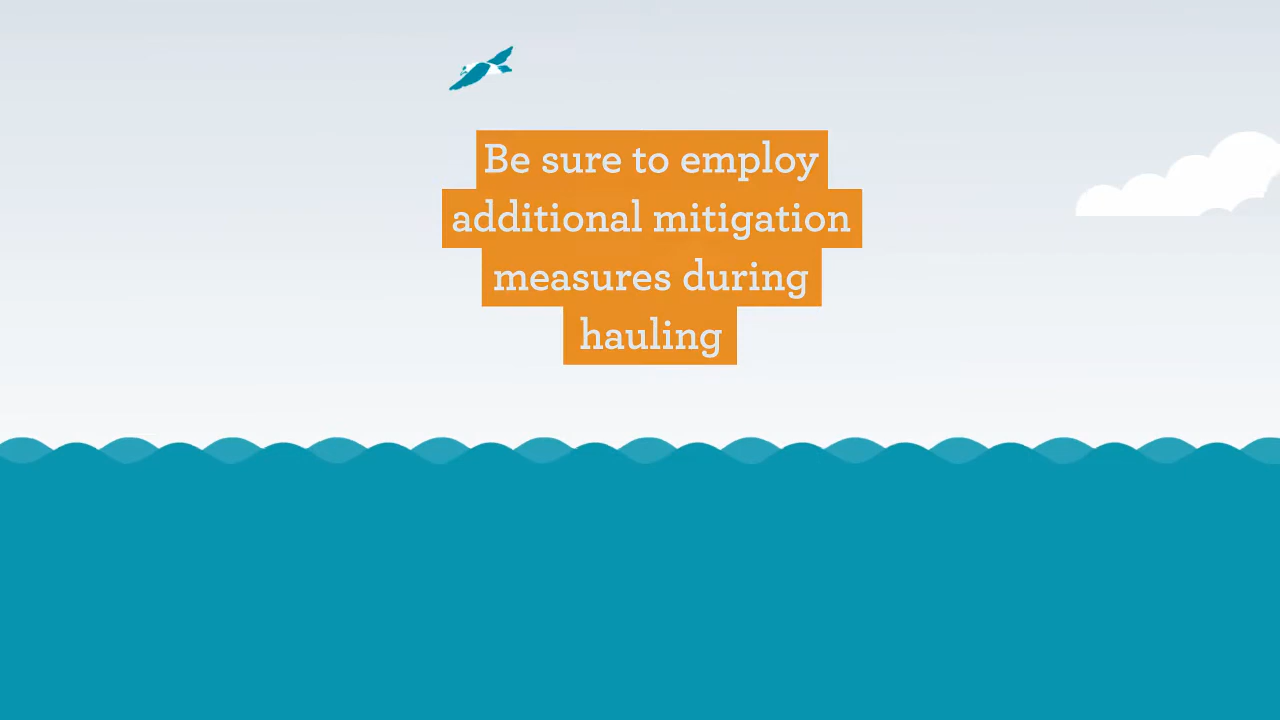 Be sure to employ
additional mitigation
measures during
hauling